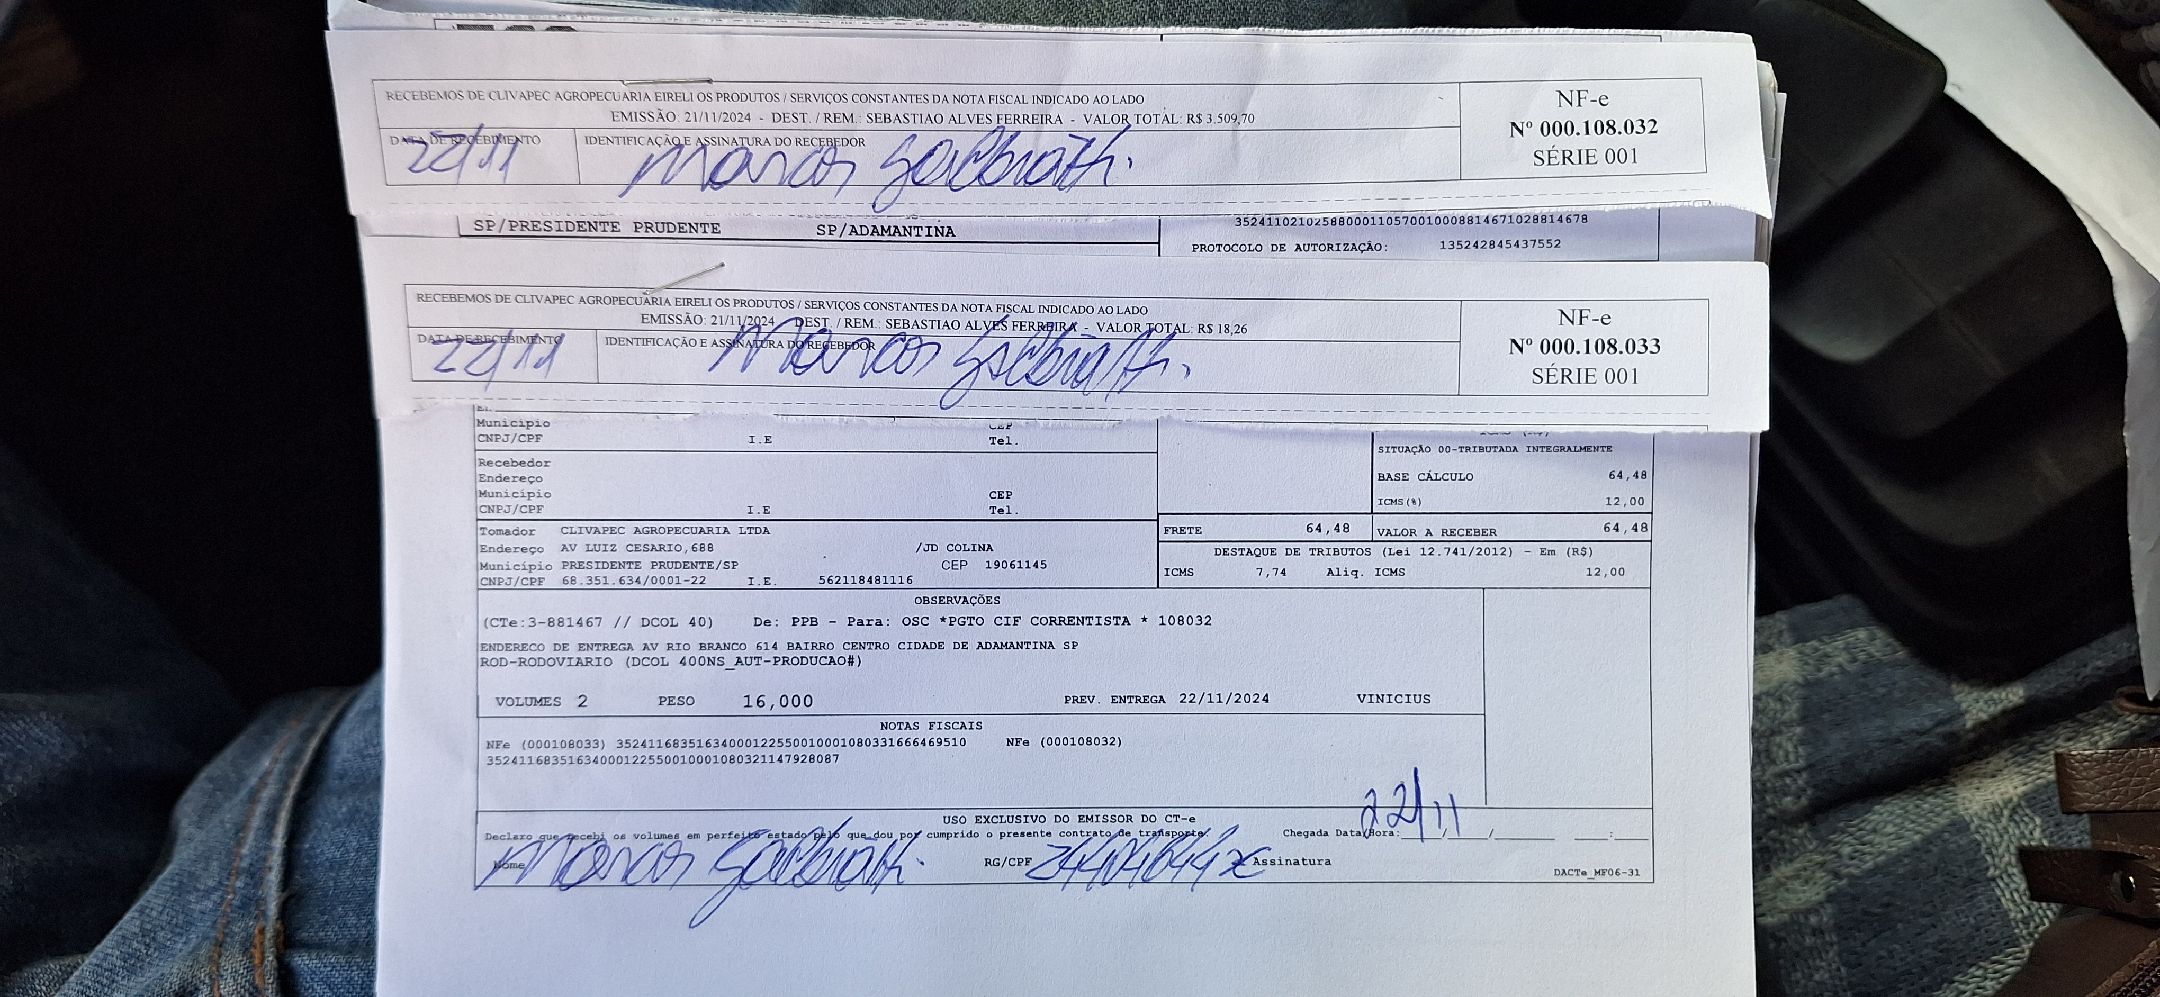 RECEBEMOS DE CLIVAPEC AGROPECUARIA EIRELI OS PRODUTOS / SERVIÇOS CONSTANTES DA NOTA FISCAL INDICADO AO LADO
EMISSÃO: 21/11/2024 - DEST. / REM.: SEBASTIAO ALVES FERREIRA - VALOR TOTAL: R$ 3.509,70
NF-e
Nº 000.108.032
SÉRIE 001
DATA DE RECEBIMENTO
22/11
IDENTIFICAÇÃO E ASSINATURA DO RECEBEDOR
Marcos
SP/PRESIDENTE PRUDENTE SP/ADAMANTINA
35241102102588000110570010008814671028814678
PROTOCOLO DE AUTORIZAÇÃO: 135242845437552
RECEBEMOS DE CLIVAPEC AGROPECUARIA EIRELI OS PRODUTOS / SERVIÇOS CONSTANTES DA NOTA FISCAL INDICADO AO LADO
EMISSÃO: 21/11/2024 DEST. / REM.: SEBASTIAO ALVES FERREIRA - VALOR TOTAL: R$ 18,26
NF-e
Nº 000.108.033
SÉRIE 001
DATA DE RECEBIMENTO
22/11
IDENTIFICAÇÃO E ASSINATURA DO RECEBEDOR
Marcos
Município CEP
CNPJ/CPF I.E Tel.
Recebedor
Endereço
Município CEP
CNPJ/CPF I.E Tel.
SITUAÇÃO 00-TRIBUTADA INTEGRALMENTE
BASE CÁLCULO 64,48
ICMS(%) 12,00
Tomador CLIVAPEC AGROPECUARIA LTDA
Endereço AV LUIZ CESARIO,688 /JD COLINA
Município PRESIDENTE PRUDENTE/SP CEP 19061145
CNPJ/CPF 68.351.634/0001-22 I.E. 562118481116
FRETE 64,48 VALOR A RECEBER 64,48
DESTAQUE DE TRIBUTOS (Lei 12.741/2012) - Em (R$)
ICMS 7,74 Aliq. ICMS 12,00
OBSERVAÇÕES
(CTe:3-881467 // DCOL 40) De: PPB - Para: OSC *PGTO CIF CORRENTISTA * 108032
ENDERECO DE ENTREGA AV RIO BRANCO 614 BAIRRO CENTRO CIDADE DE ADAMANTINA SP
ROD-RODOVIARIO (DCOL 400NS_AUT-PRODUCAO#)
VOLUMES 2 PESO 16,000 PREV. ENTREGA 22/11/2024 VINICIUS
NOTAS FISCAIS
NFe (000108033) 35241168351634000122550010001080331666469510 NFe (000108032)
35241168351634000122550010001080321147928087
USO EXCLUSIVO DO EMISSOR DO CT-e
Declaro que recebi os volumes em perfeito estado pelo que dou por cumprido o presente contrato de transporte. Chegada Data/Hora: 22/11
Nome Marcos RG/CPF Assinatura
DACTe_MF06-31